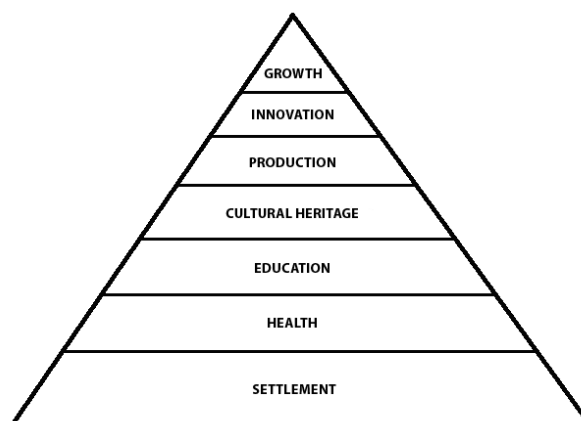 GROWTH
INNOVATION
PRODUCTION
CULTURAL HERITAGE
EDUCATION
HEALTH
SETTLEMENT